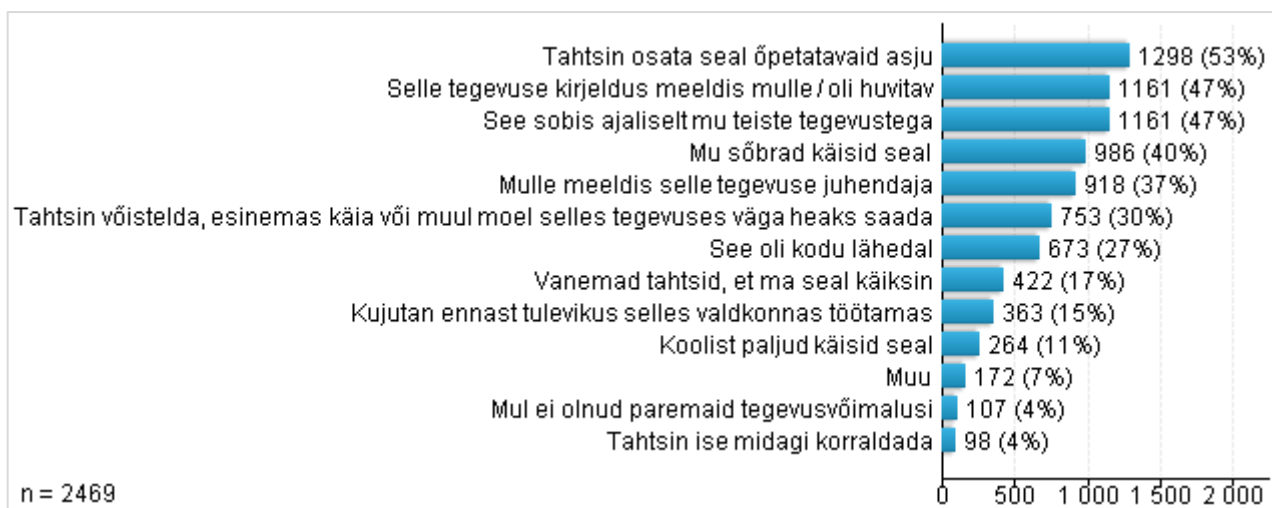 Tahtsin osata seal õpetatavaid asju 1298 (53%)
Selle tegevuse kirjeldus meeldis mulle / oli huvitav 1161 (47%)
See sobis ajaliselt mu teiste tegevustega 1161 (47%)
Mu sõbrad käisid seal 986 (40%)
Mulle meeldis selle tegevuse juhendaja 918 (37%)
Tahtsin võistelda, esinemas käia või muul moel selles tegevuses väga heaks saada 753 (30%)
See oli kodu lähedal 673 (27%)
Vanemad tahtsid, et ma seal käiksin 422 (17%)
Kujutan ennast tulevikus selles valdkonnas töötamas 363 (15%)
Koolist paljud käisid seal 264 (11%)
Muu 172 (7%)
Mul ei olnud paremaid tegevusvõimalusi 107 (4%)
Tahtsin ise midagi korraldada 98 (4%)
n = 2469 0 500 1 000 1 500 2 000